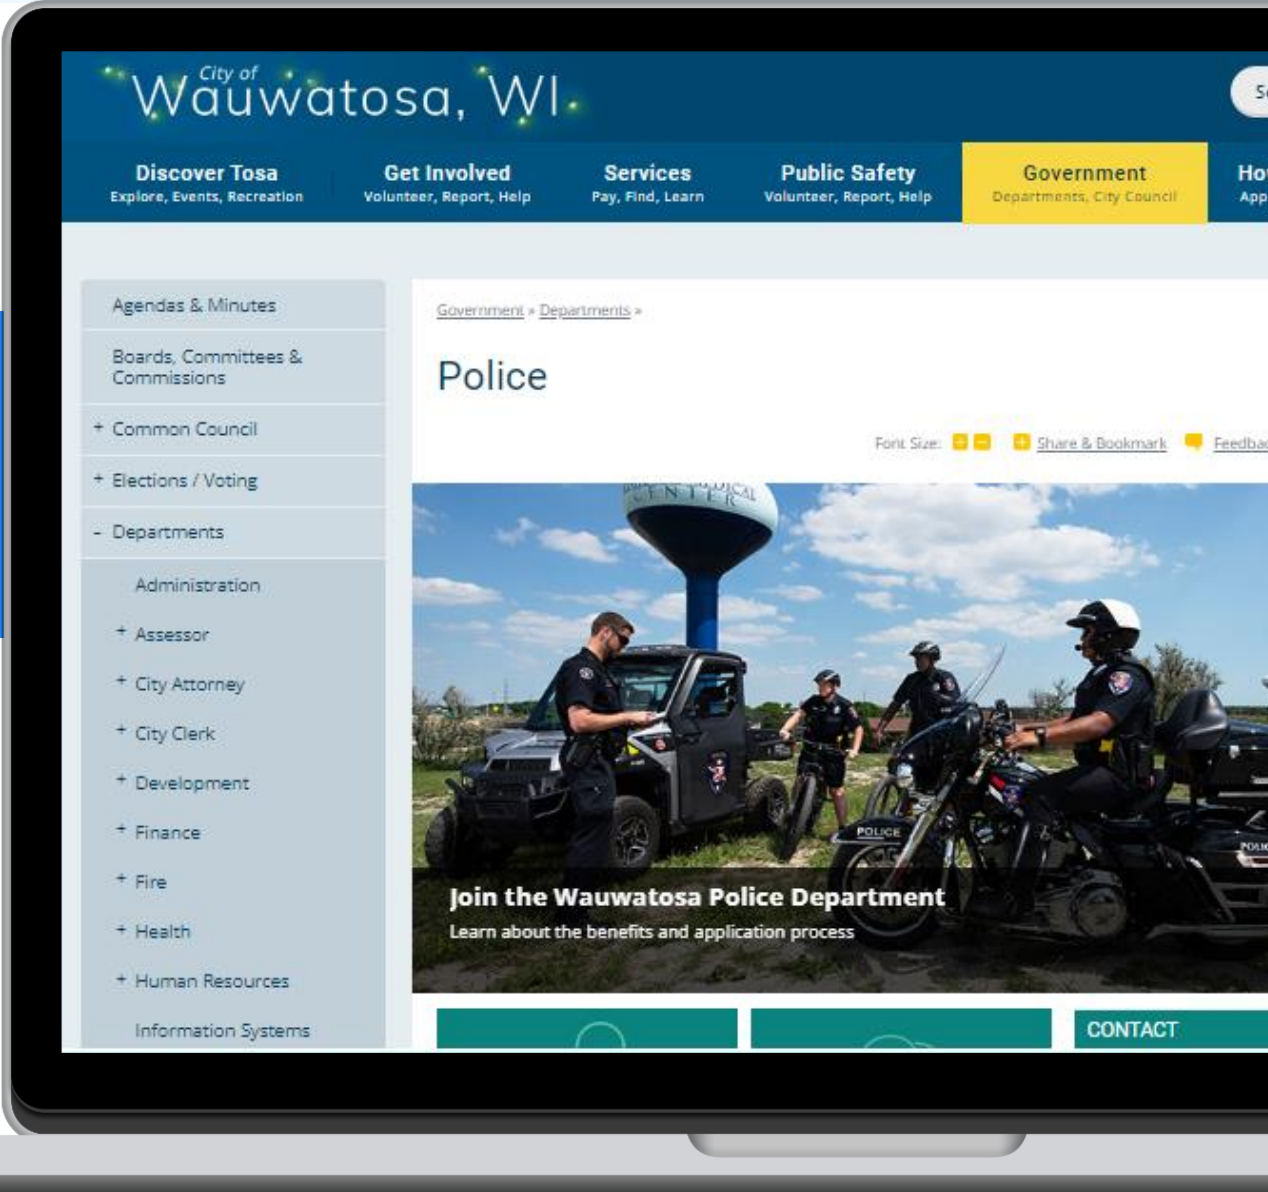 City of
Wauwatosa, WI
Discover Tosa
Explore, Events, Recreation
Get Involved
Volunteer, Report, Help
Services
Pay, Find, Learn
Public Safety
Volunteer, Report, Help
Government
Departments, City Council
Agendas & Minutes
Boards, Committees &
Commissions
+ Common Council
+ Elections / Voting
- Departments
Administration
+ Assessor
+ City Attorney
+ City Clerk
+ Development
+ Finance
+ Fire
+ Health
+ Human Resources
Information Systems
Government » Departments »
Police
Font Size: + - + Share & Bookmark
CENTER
POLICE
Join the Wauwatosa Police Department
Learn about the benefits and application process
CONTACT